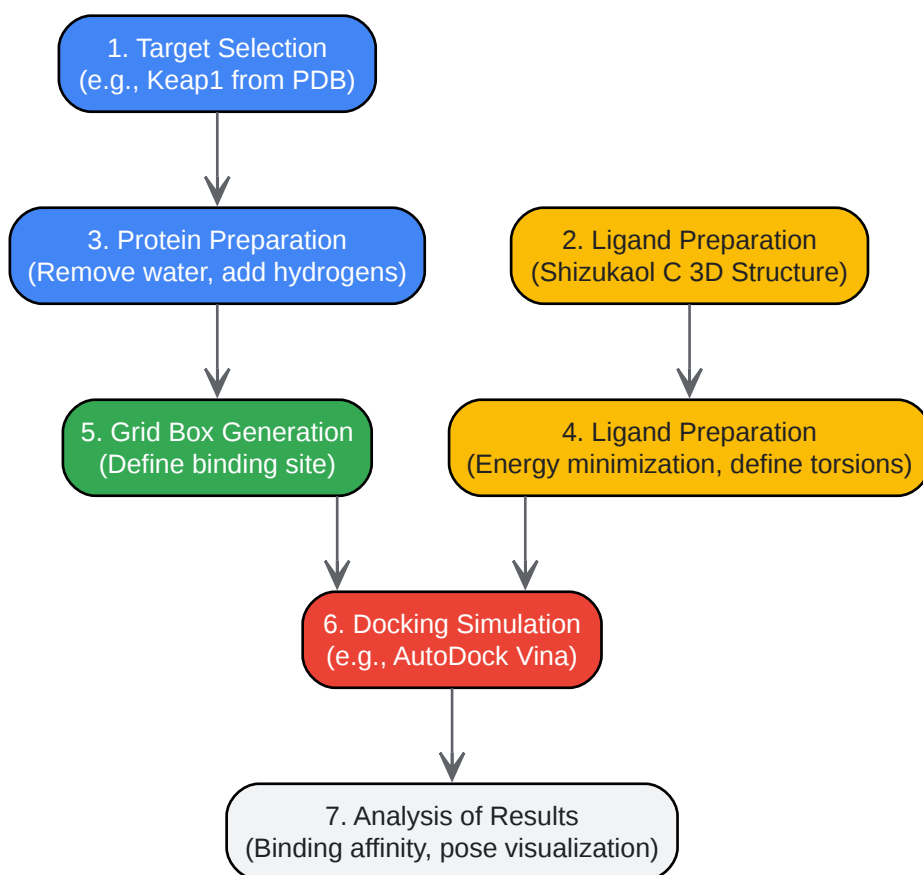 1. Target Selection
(e.g., Keap1 from PDB)
3. Protein Preparation
(Remove water, add hydrogens)
2. Ligand Preparation
(Shizukaol C 3D Structure)
5. Grid Box Generation
(Define binding site)
4. Ligand Preparation
(Energy minimization, define torsions)
6. Docking Simulation
(e.g., AutoDock Vina)
7. Analysis of Results
(Binding affinity, pose visualization)